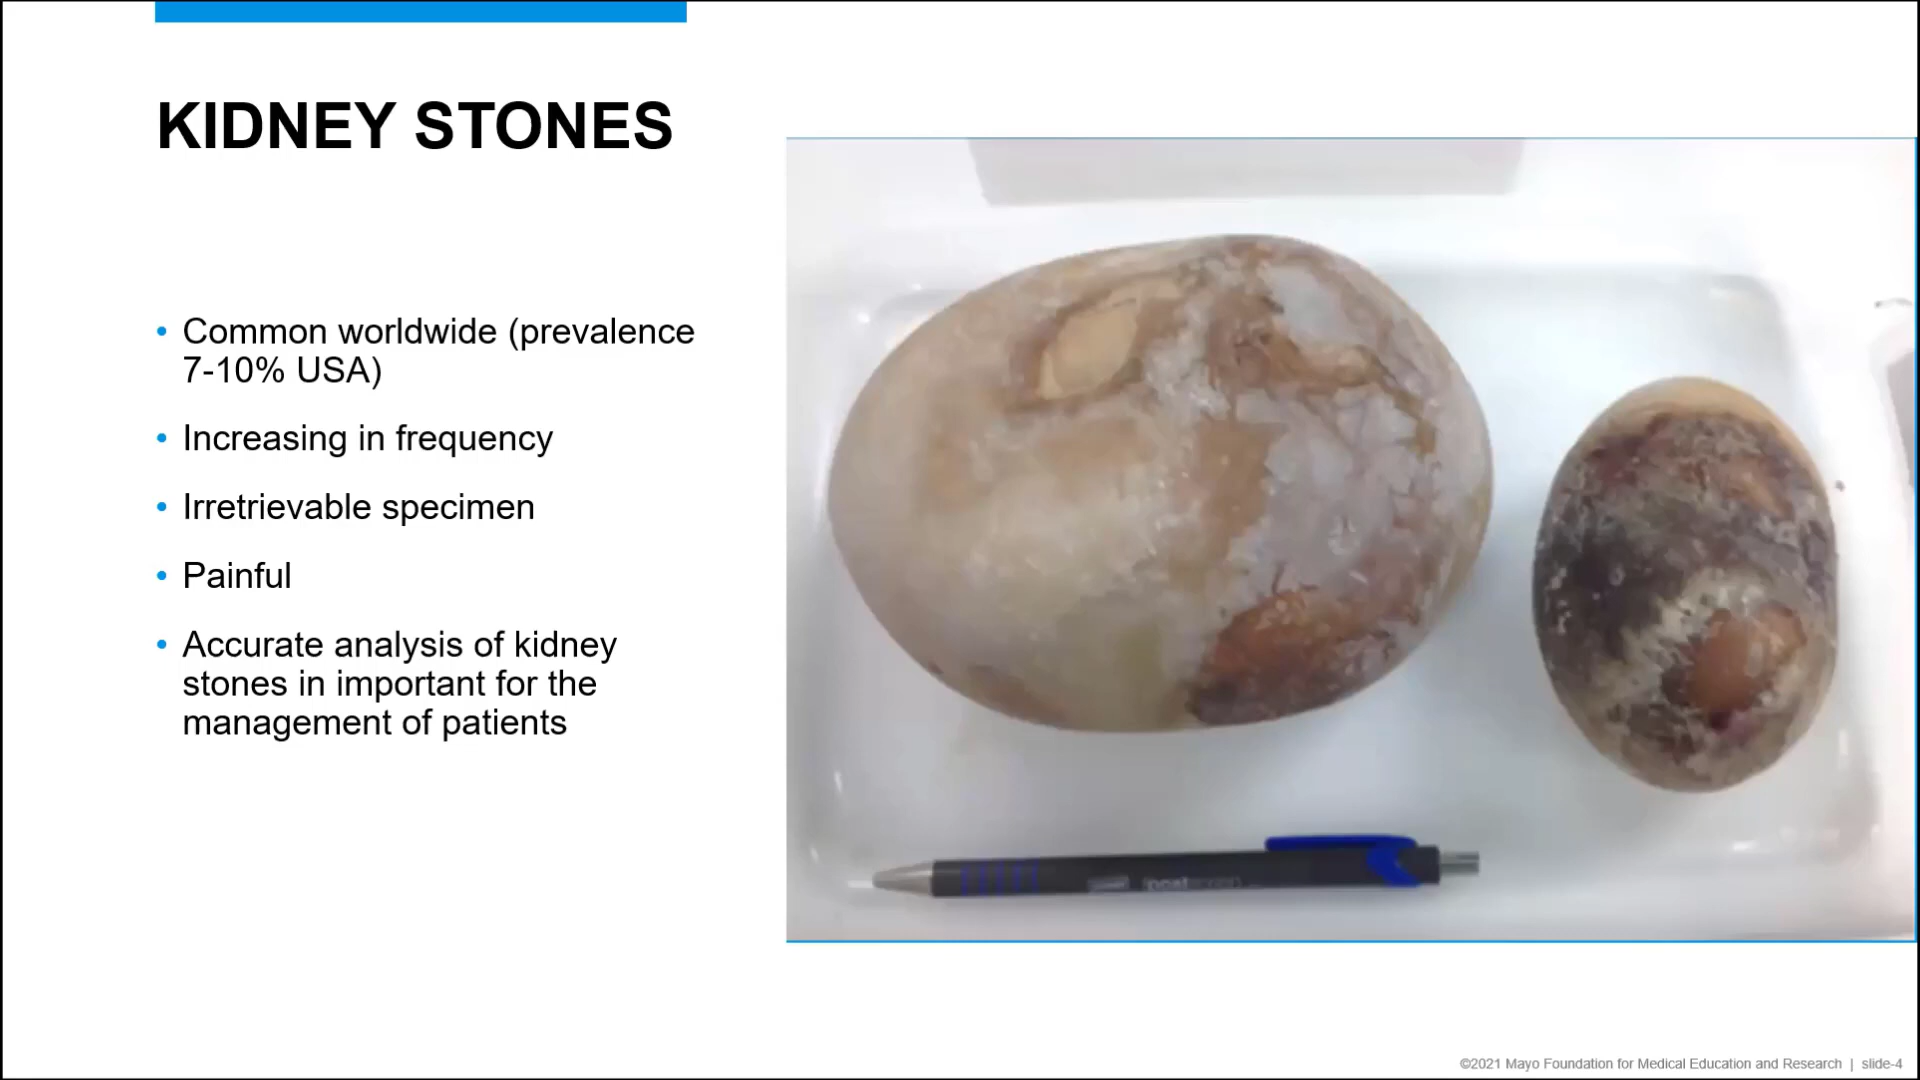 KIDNEY STONES
• Common worldwide (prevalence
7-10% USA)
• Increasing in frequency
• Irretrievable specimen
• Painful
• Accurate analysis of kidney
stones in important for the
management of patients
©2021 Mayo Foundation for Medical Education and Research | slide-4